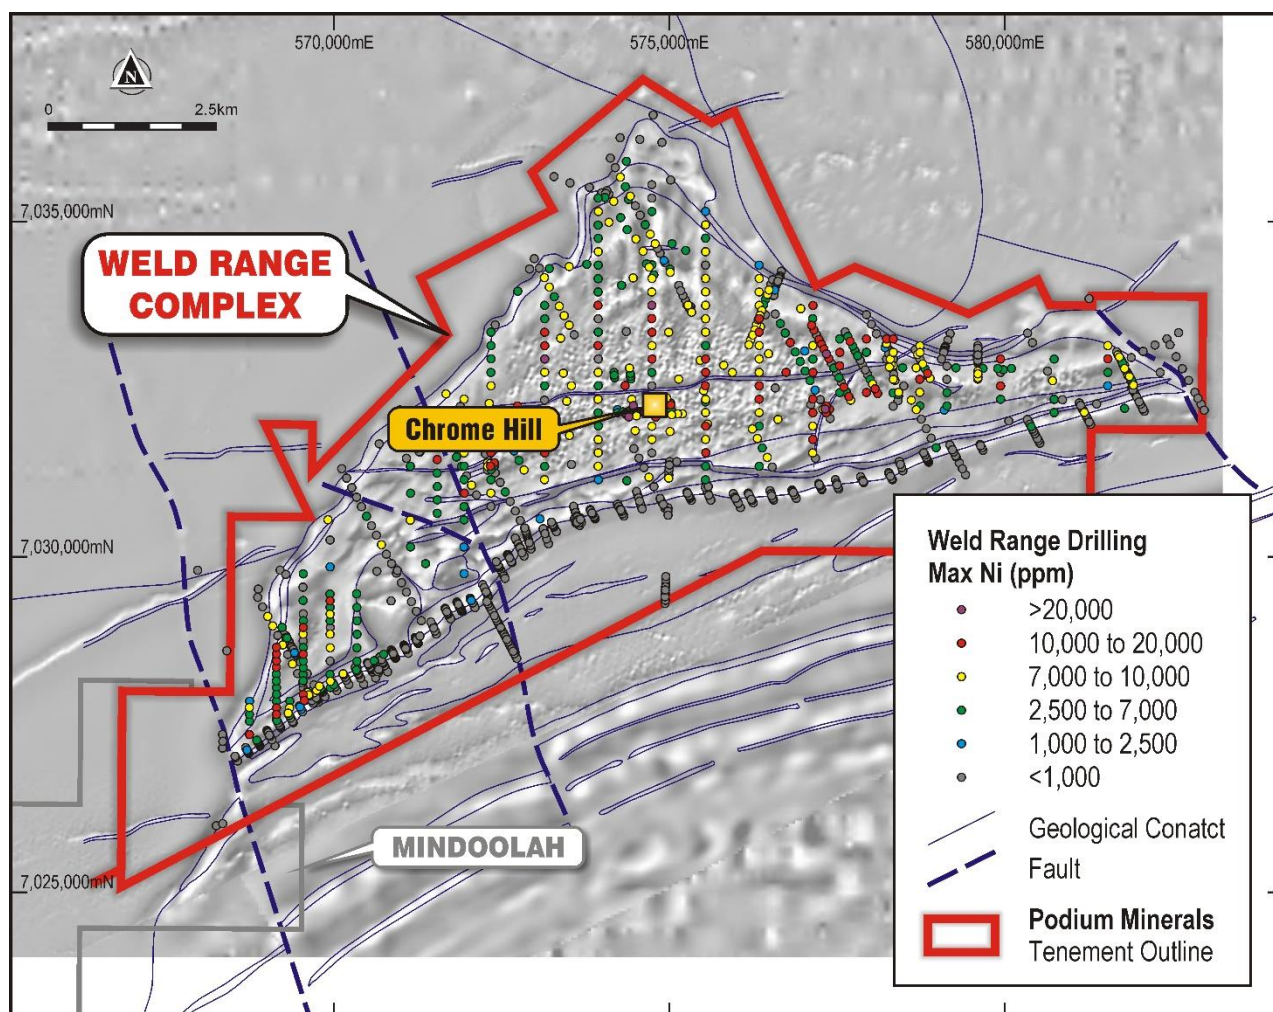 570,000mE
575,000mE
580,000mE
N
0
2.5km
7,035,000mN
WELD RANGE
COMPLEX
Chrome Hill
7,030,000mN
Weld Range Drilling
Max Ni (ppm)
>20,000
10,000 to 20,000
7,000 to 10,000
2,500 to 7,000
1,000 to 2,500
<1,000
Geological Conatct
Fault
Podium Minerals
Tenement Outline
MINDOOLAH
7,025,000mN